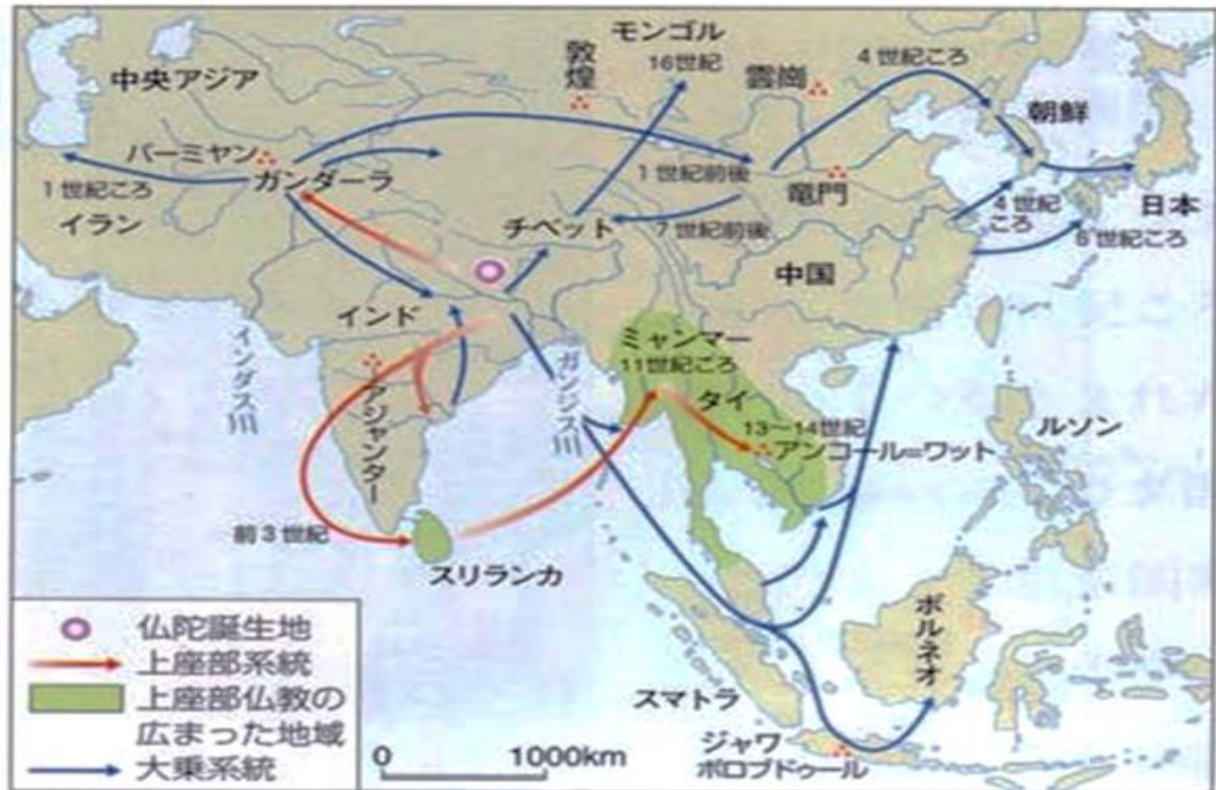 モンゴル
16世紀
中央アジア
敦煌
雲崗
4世紀ころ
朝鮮
バーミヤン
ガンダーラ
1世紀ころ
イラン
1世紀前後
竜門
チベット
7世紀前後
4世紀
ころ
日本
6世紀ころ
中国
インド
インダス川
ガンジス川
アジャンター
ミャンマー
11世紀ころ
タイ
13〜14世紀
アンコール=ワット
ルソン
前3世紀
スリランカ
ボルネオ
スマトラ
ジャワ
ボロブドゥール
仏陀誕生地
上座部系統
上座部仏教の
広まった地域
大乗系統
0 1000km